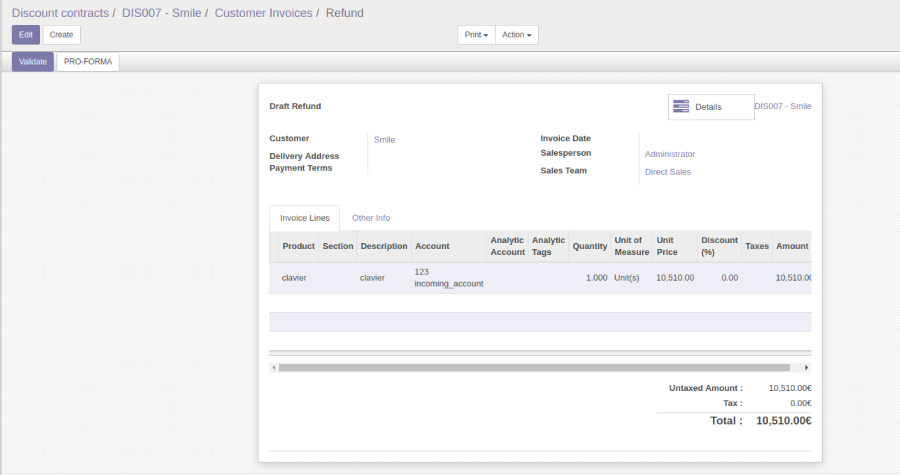 Discount contracts / DIS007 - Smile / Customer Invoices / Refund
Edit Create Print Action
Validate PRO-FORMA
Draft Refund Details DIS007 - Smile
Customer Smile Invoice Date
Delivery Address Salesperson Administrator
Payment Terms Sales Team Direct Sales
Invoice Lines Other Info
Product Section Description Account Analytic Account Analytic Tags Quantity Unit of Measure Unit Price Discount (%) Taxes Amount
clavier clavier 123 incoming_account 1.000 Unit(s) 10,510.00 0.00 10,510.00
Untaxed Amount : 10,510.00€
Tax : 0.00€
Total : 10,510.00€